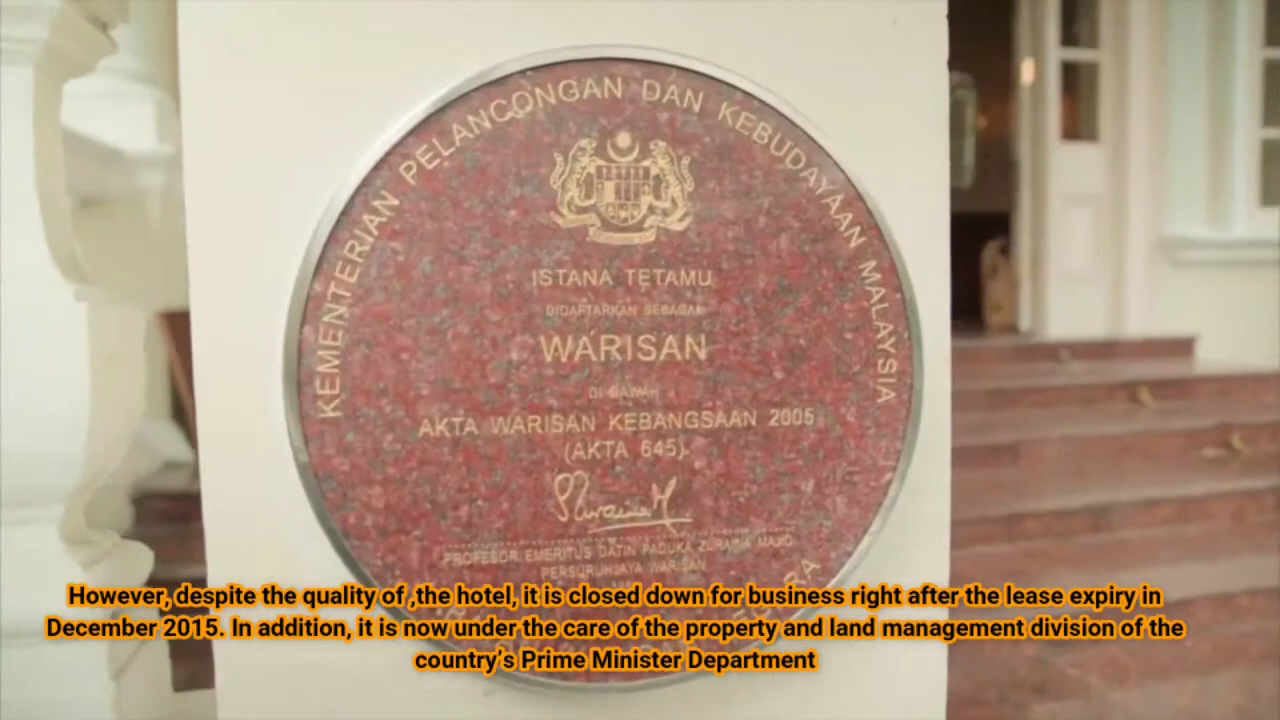 KEMENTERIAN PELANCONGAN DAN KEBUDAYAAN MALAYSIA
ISTANA TETAMU
DIDAFTARKAN SEBAGAI
WARISAN
DI BAWAH
AKTA WARISAN KEBANGSAAN 2005
(AKTA 645)
PROFESOR EMERITUS DATIN PADUKA ZURAINA MAJID
PERSURUHJAYA WARISAN
However, despite the quality of ,the hotel, it is closed down for business right after the lease expiry in
December 2015. In addition, it is now under the care of the property and land management division of the
country's Prime Minister Department